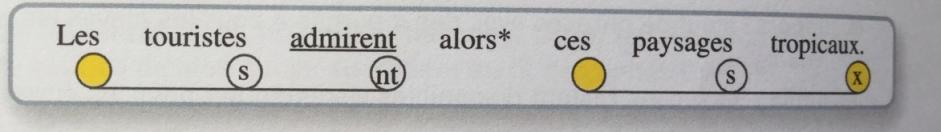 Les touristes admirent alors* ces paysages tropicaux.
s nt s x